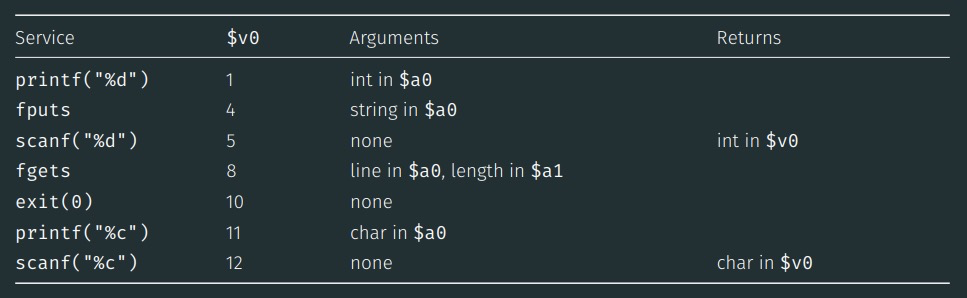 Service $v0 Arguments Returns
printf("%d") 1 int in $a0
fputs 4 string in $a0
scanf("%d") 5 none int in $v0
fgets 8 line in $a0, length in $a1
exit(0) 10 none
printf("%c") 11 char in $a0
scanf("%c") 12 none char in $v0